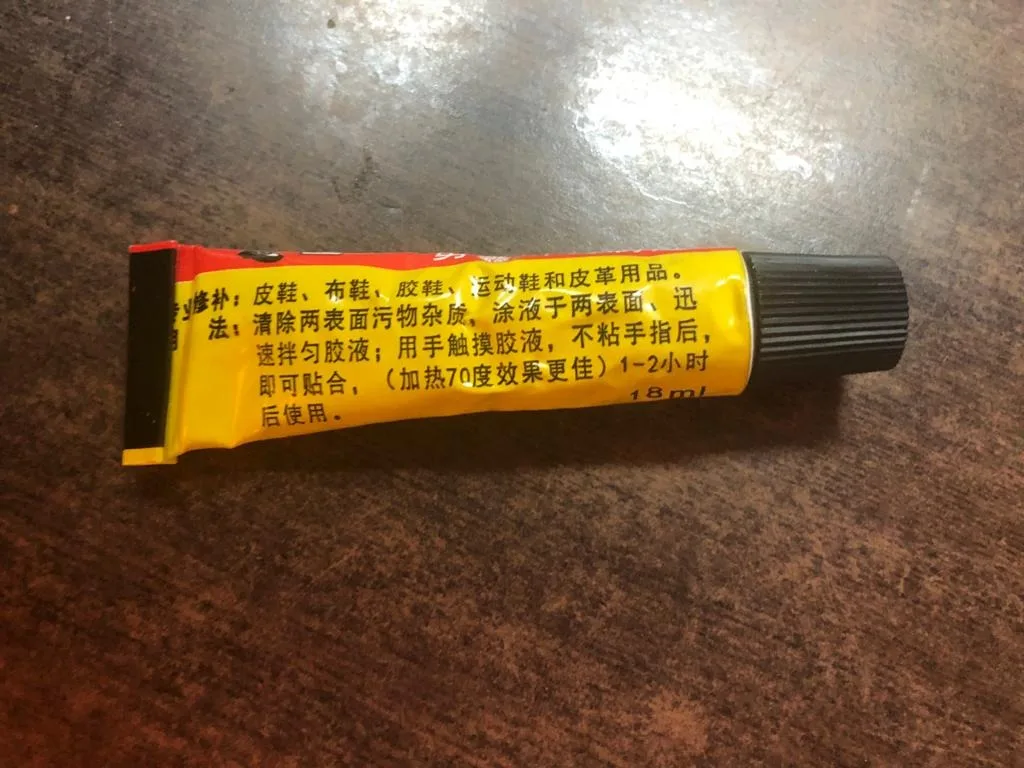 专业修补：皮鞋、布鞋、胶鞋、运动鞋和皮革用品。
用 法：清除两表面污物杂质，涂液于两表面、迅
速拌匀胶液；用手触摸胶液，不粘手指后，
即可贴合，（加热70度效果更佳）1-2小时
后使用。
18ml